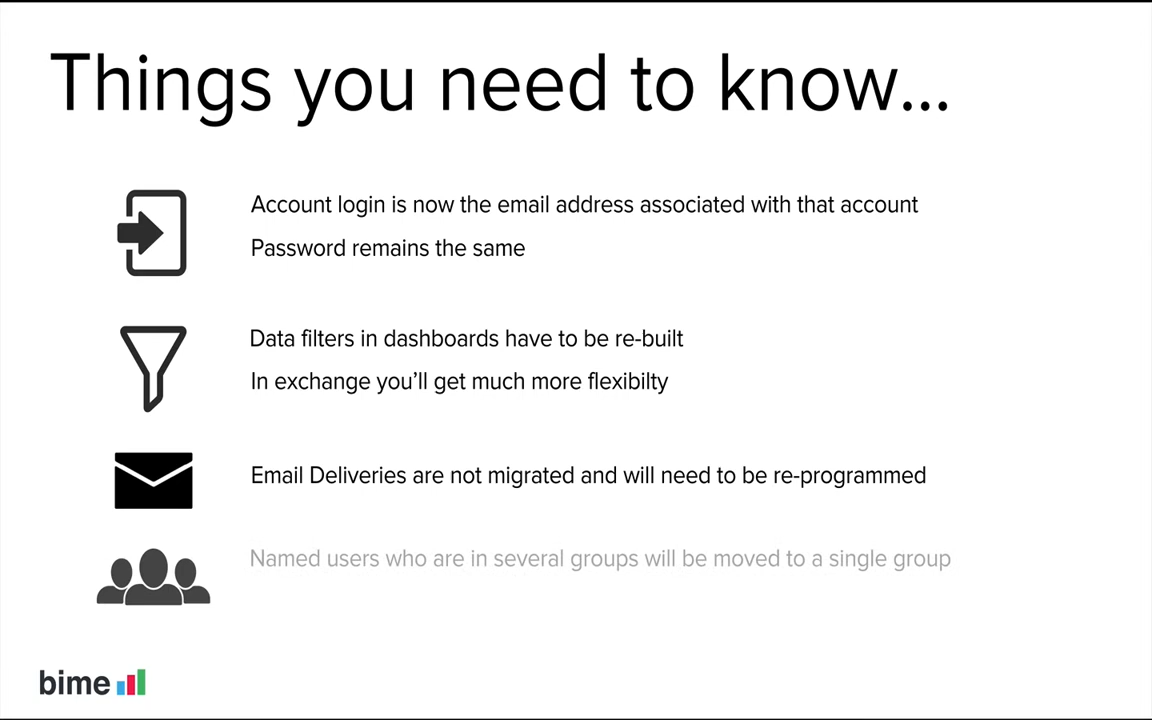 Things you need to know...
Account login is now the email address associated with that account
Password remains the same
Data filters in dashboards have to be re-built
In exchange you’ll get much more flexibilty
Email Deliveries are not migrated and will need to be re-programmed
Named users who are in several groups will be moved to a single group
bime